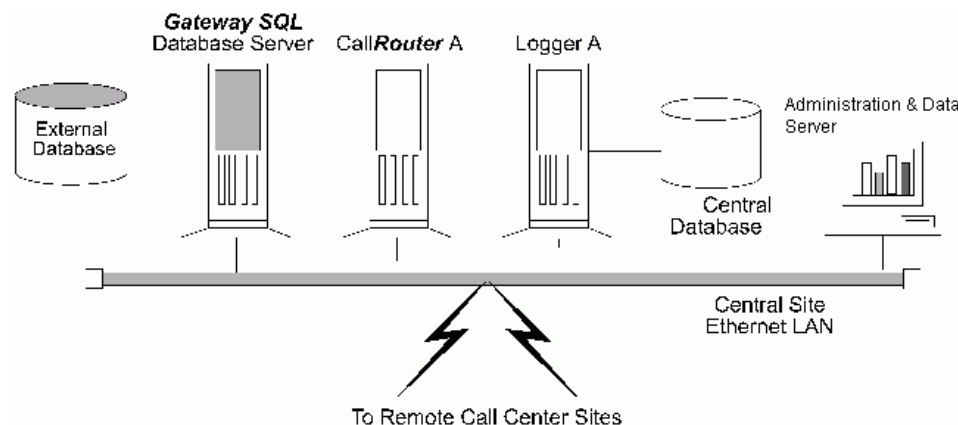 Gateway SQL
Database Server
CallRouter A
Logger A
External
Database
Administration & Data
Server
Central
Database
Central Site
Ethernet LAN
To Remote Call Center Sites